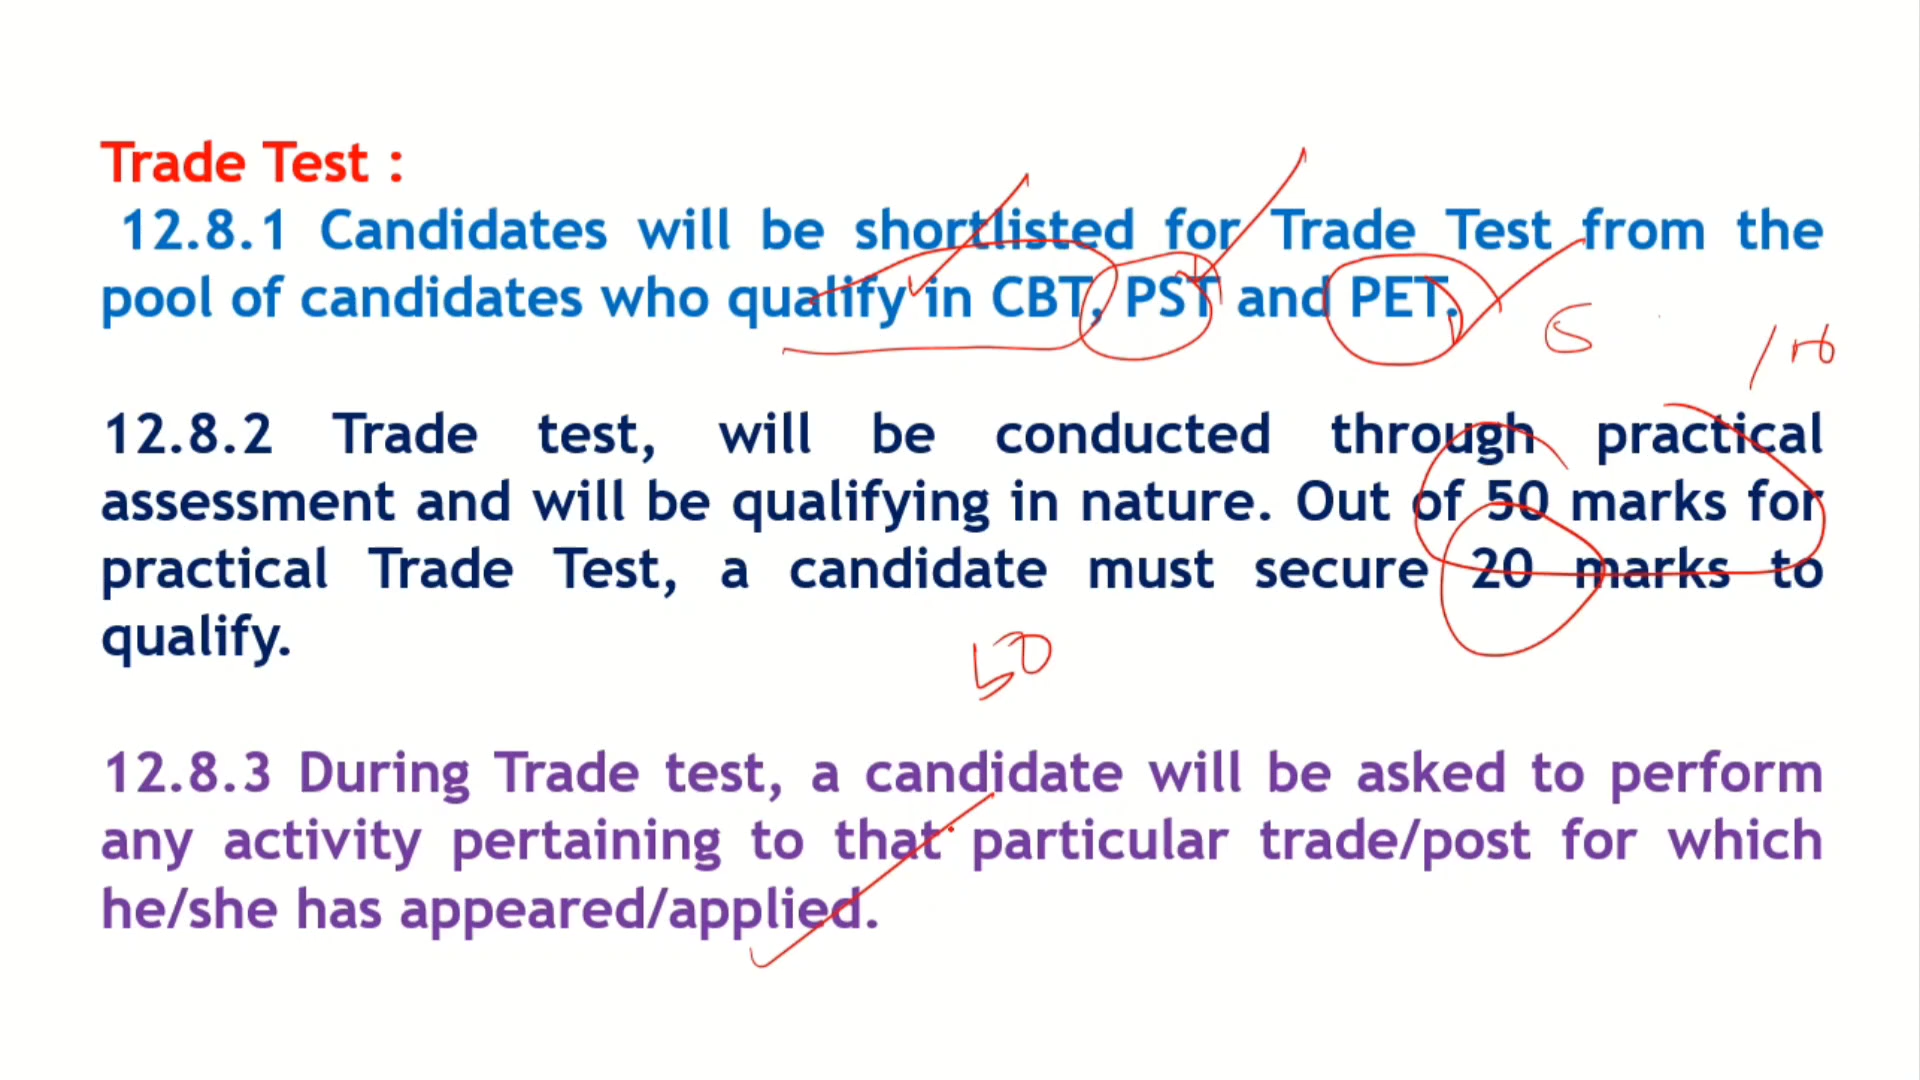 Trade Test :
12.8.1 Candidates will be shortlisted for Trade Test from the
pool of candidates who qualify in CBT, PST and PET.
12.8.2 Trade test, will be conducted through practical
assessment and will be qualifying in nature. Out of 50 marks for
practical Trade Test, a candidate must secure 20 marks to
qualify.
50
12.8.3 During Trade test, a candidate will be asked to perform
any activity pertaining to that particular trade/post for which
he/she has appeared/applied.